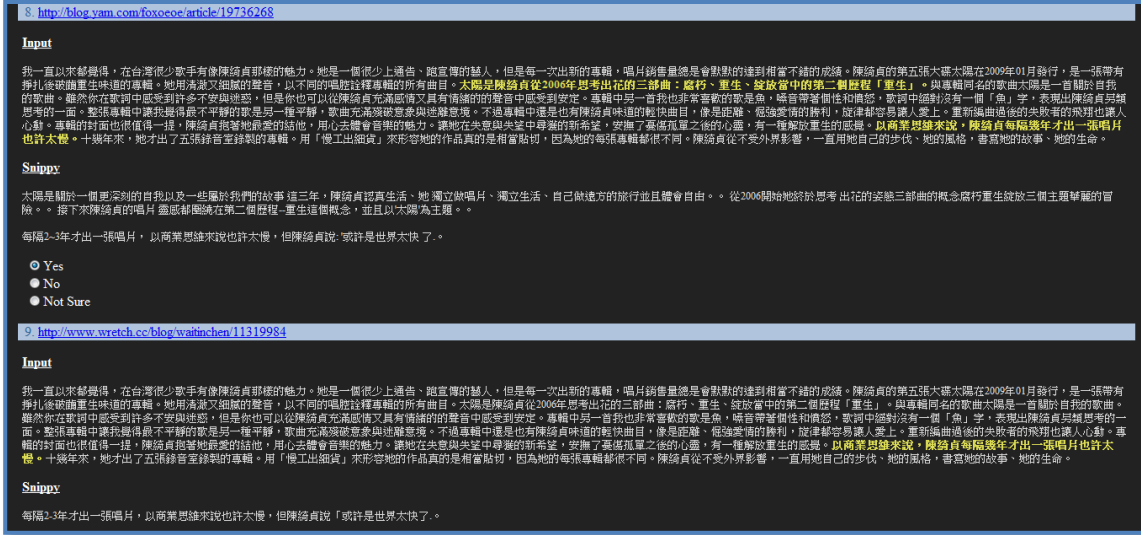 8. http://blog.yam.com/foxoeoe/article/19736268
Input
我一直以來都覺得，在台灣很少歌手有像陳綺貞那樣的魅力。她是一個很少上通告、跑宣傳的藝人，但是每一次出新的專輯，唱片銷售量總是會默默的達到相當不錯的成績。陳綺貞的第五張大碟太陽在2009年01月發行，是一張帶有
掙扎後破繭重生味道的專輯。她用清澈又細膩的聲音，以不同的唱腔詮釋專輯的所有曲目。太陽是陳綺貞從2006年思考出花的三部曲：腐朽、重生、綻放當中的第二個歷程「重生」。與專輯同名的歌曲太陽是一首關於自我
的歌曲。雖然你在歌詞中感受到許多不安與迷惑，但是你也可以從陳綺貞充滿感情又具有情緒的的聲音中感受到安定。專輯中另一首我也非常喜歡的歌是魚，嗓音帶著個性和憤怒，歌詞中絕對沒有一個「魚」字，表現出陳綺貞另類
思考的一面。整張專輯中讓我覺得最不平靜的歌是另一種平靜，歌曲充滿殘破意象與迷離意境。不過專輯中還是也有陳綺貞味道的輕快曲目，像是距離、倔強愛情的勝利，旋律都容易讓人愛上。重新編曲過後的失敗者的飛翔也讓人
心動。專輯的封面也很值得一提，陳綺貞抱著她最愛的結他，用心去體會音樂的魅力。讓她在失意與失望中尋獲的新希望，安撫了憂傷孤單之後的心靈，有一種解放重生的感覺。以商業思維來說，陳綺貞每隔幾年才出一張唱片
也許太慢。十幾年來，她才出了五張錄音室錄製的專輯。用「慢工出細貨」來形容她的作品真的是相當貼切，因為她的每張專輯都很不同。陳綺貞從不受外界影響，一直用她自己的步伐、她的風格，書寫她的故事、她的生命。
Snippy
太陽是關於一個更深刻的自我以及一些屬於我們的故事 這三年，陳綺貞認真生活、她 獨立做唱片、獨立生活、自己做遠方的旅行並且體會自由。。 從2006開始她終於思考 出花的姿態三部曲的概念腐朽重生綻放三個主題華麗的冒
險。。 接下來陳綺貞的唱片 靈感都圍繞在第二個歷程–重生這個概念，並且以'太陽'為主題。。
每隔2~3年才出一張唱片， 以商業思維來說也許太慢，但陳綺貞說: '或許是世界太快 了.。
Yes
No
Not Sure
9. http://www.wretch.cc/blog/waitinchen/11319984
Input
我一直以來都覺得，在台灣很少歌手有像陳綺貞那樣的魅力。她是一個很少上通告、跑宣傳的藝人，但是每一次出新的專輯，唱片銷售量總是會默默的達到相當不錯的成績。陳綺貞的第五張大碟太陽在2009年01月發行，是一張帶有
掙扎後破繭重生味道的專輯。她用清澈又細膩的聲音，以不同的唱腔詮釋專輯的所有曲目。太陽是陳綺貞從2006年思考出花的三部曲：腐朽、重生、綻放當中的第二個歷程「重生」。與專輯同名的歌曲太陽是一首關於自我的歌曲。
雖然你在歌詞中感受到許多不安與迷惑，但是你也可以從陳綺貞充滿感情又具有情緒的的聲音中感受到安定。專輯中另一首我也非常喜歡的歌是魚，嗓音帶著個性和憤怒，歌詞中絕對沒有一個「魚」字，表現出陳綺貞另類思考的一
面。整張專輯中讓我覺得最不平靜的歌是另一種平靜，歌曲充滿殘破意象與迷離意境。不過專輯中還是也有陳綺貞味道的輕快曲目，像是距離、倔強愛情的勝利，旋律都容易讓人愛上。重新編曲過後的失敗者的飛翔也讓人心動。專
輯的封面也很值得一提，陳綺貞抱著她最愛的結他，用心去體會音樂的魅力。讓她在失意與失望中尋獲的新希望，安撫了憂傷孤單之後的心靈，有一種解放重生的感覺。以商業思維來說，陳綺貞每隔幾年才出一張唱片也許太
慢。十幾年來，她才出了五張錄音室錄製的專輯。用「慢工出細貨」來形容她的作品真的是相當貼切，因為她的每張專輯都很不同。陳綺貞從不受外界影響，一直用她自己的步伐、她的風格，書寫她的故事、她的生命。
Snippy
每隔2-3年才出一張唱片，以商業思維來說也許太慢，但陳綺貞說「或許是世界太快了.。